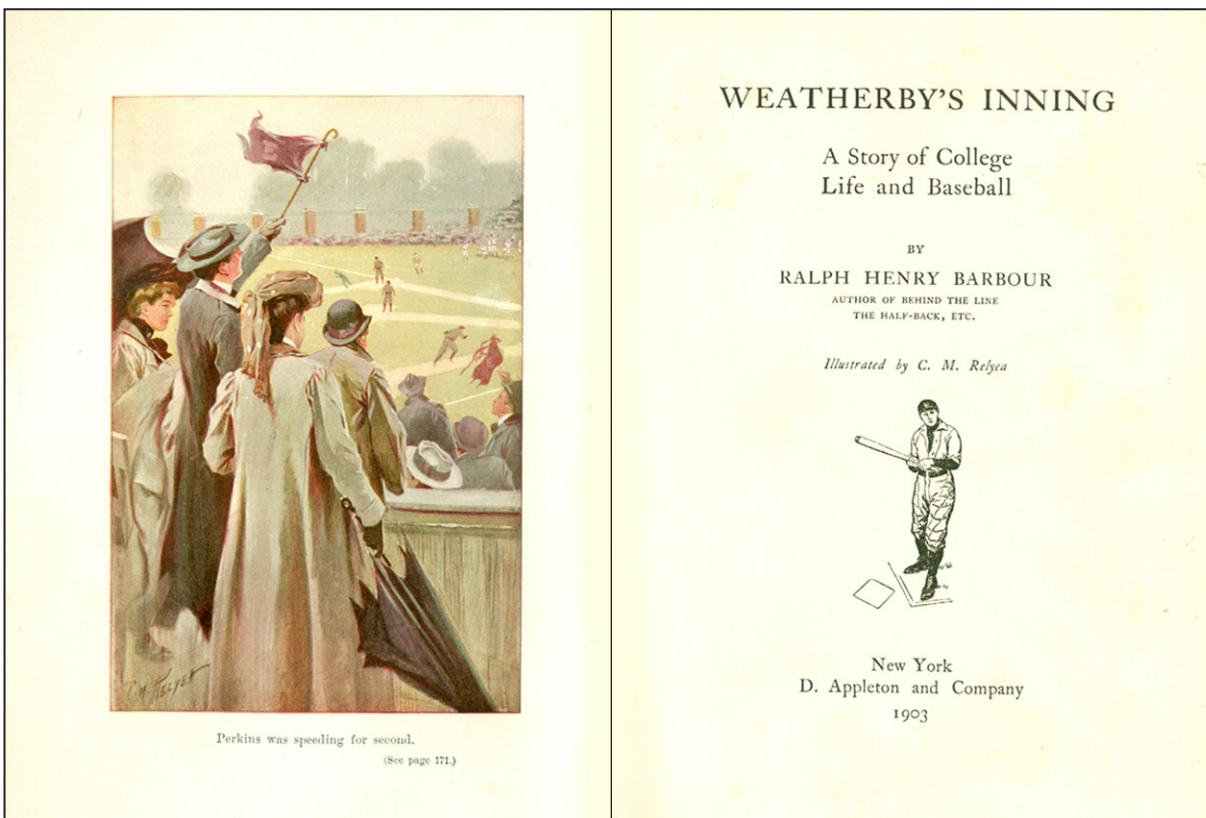 C. M. RELYEA
Perkins was speeding for second.
(See page 171.)
WEATHERBY'S INNING
A Story of College
Life and Baseball
BY
RALPH HENRY BARBOUR
AUTHOR OF BEHIND THE LINE
THE HALF-BACK, ETC.
Illustrated by C. M. Relyea
New York
D. Appleton and Company
1903